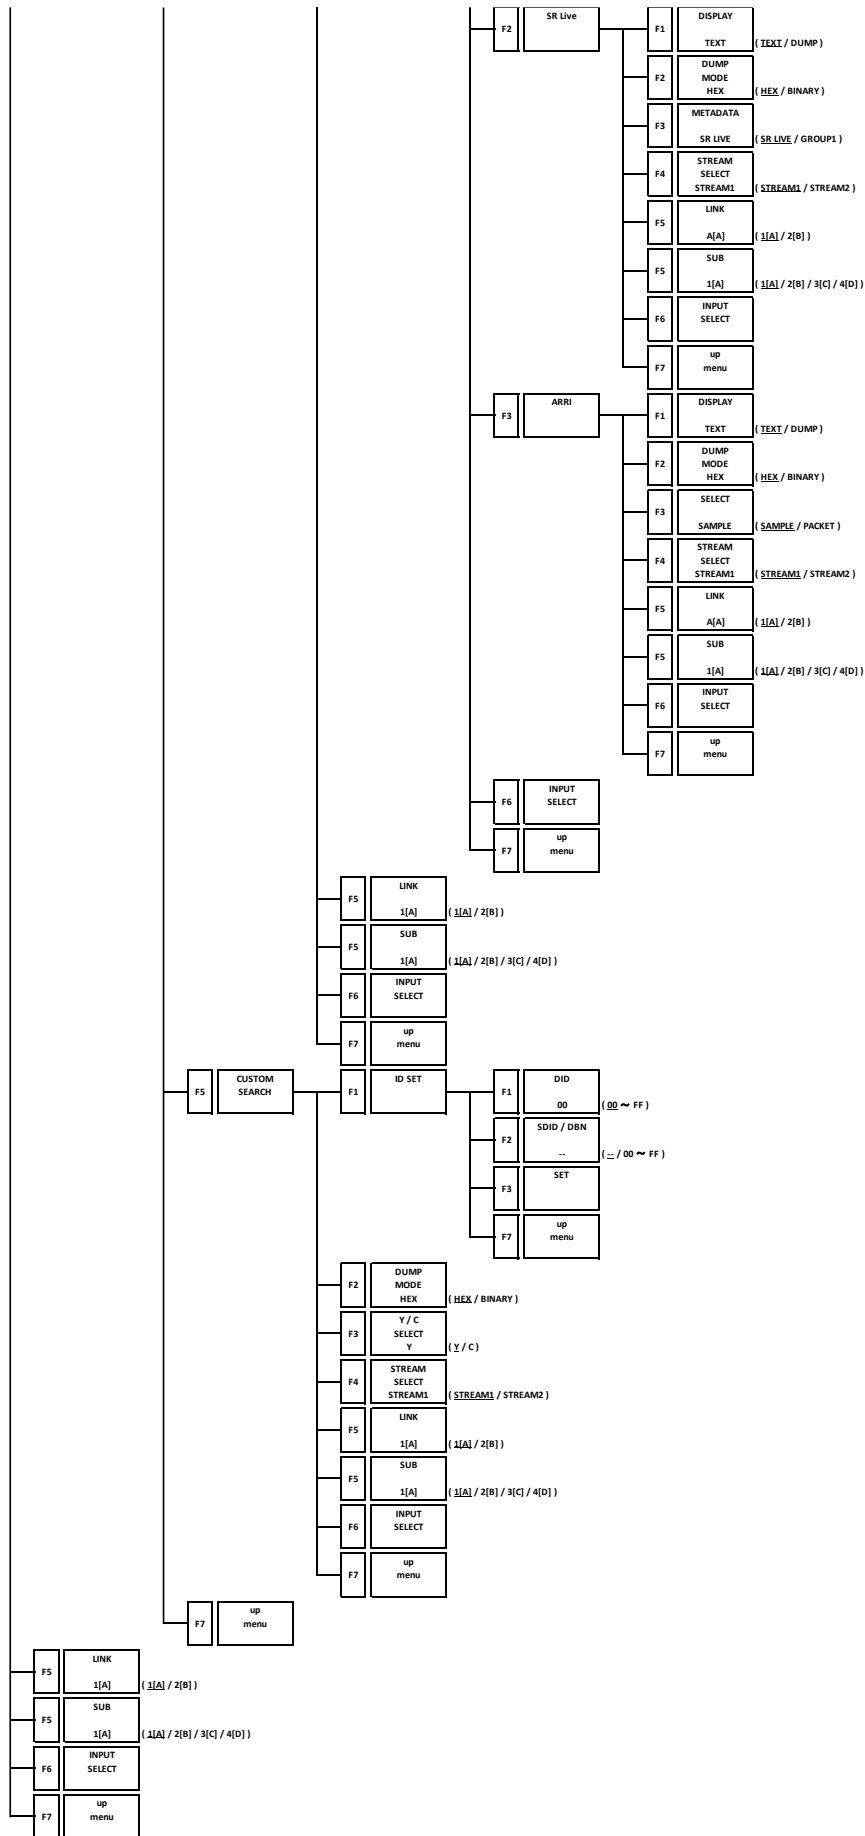 F2
SR Live
F1
DISPLAY
TEXT
( TEXT / DUMP )
F2
DUMP
MODE
HEX
( HEX / BINARY )
F3
METADATA
SR LIVE
( SR LIVE / GROUP1 )
F4
STREAM
SELECT
STREAM1
( STREAM1 / STREAM2 )
F5
LINK
A[A]
( 1[A] / 2[B] )
F5
SUB
1[A]
( 1[A] / 2[B] / 3[C] / 4[D] )
F6
INPUT
SELECT
F7
up
menu
F3
ARRI
F1
DISPLAY
TEXT
( TEXT / DUMP )
F2
DUMP
MODE
HEX
( HEX / BINARY )
F3
SELECT
SAMPLE
( SAMPLE / PACKET )
F4
STREAM
SELECT
STREAM1
( STREAM1 / STREAM2 )
F5
LINK
A[A]
( 1[A] / 2[B] )
F5
SUB
1[A]
( 1[A] / 2[B] / 3[C] / 4[D] )
F6
INPUT
SELECT
F7
up
menu
F6
INPUT
SELECT
F7
up
menu
F5
LINK
1[A]
( 1[A] / 2[B] )
F5
SUB
1[A]
( 1[A] / 2[B] / 3[C] / 4[D] )
F6
INPUT
SELECT
F7
up
menu
F5
CUSTOM
SEARCH
F1
ID SET
F1
DID
00
( 00 ~ FF )
F2
SDID / DBN
--
( -- / 00 ~ FF )
F3
SET
F7
up
menu
F2
DUMP
MODE
HEX
( HEX / BINARY )
F3
Y / C
SELECT
Y
( Y / C )
F4
STREAM
SELECT
STREAM1
( STREAM1 / STREAM2 )
F5
LINK
1[A]
( 1[A] / 2[B] )
F5
SUB
1[A]
( 1[A] / 2[B] / 3[C] / 4[D] )
F6
INPUT
SELECT
F7
up
menu
F7
up
menu
F5
LINK
1[A]
( 1[A] / 2[B] )
F5
SUB
1[A]
( 1[A] / 2[B] / 3[C] / 4[D] )
F6
INPUT
SELECT
F7
up
menu